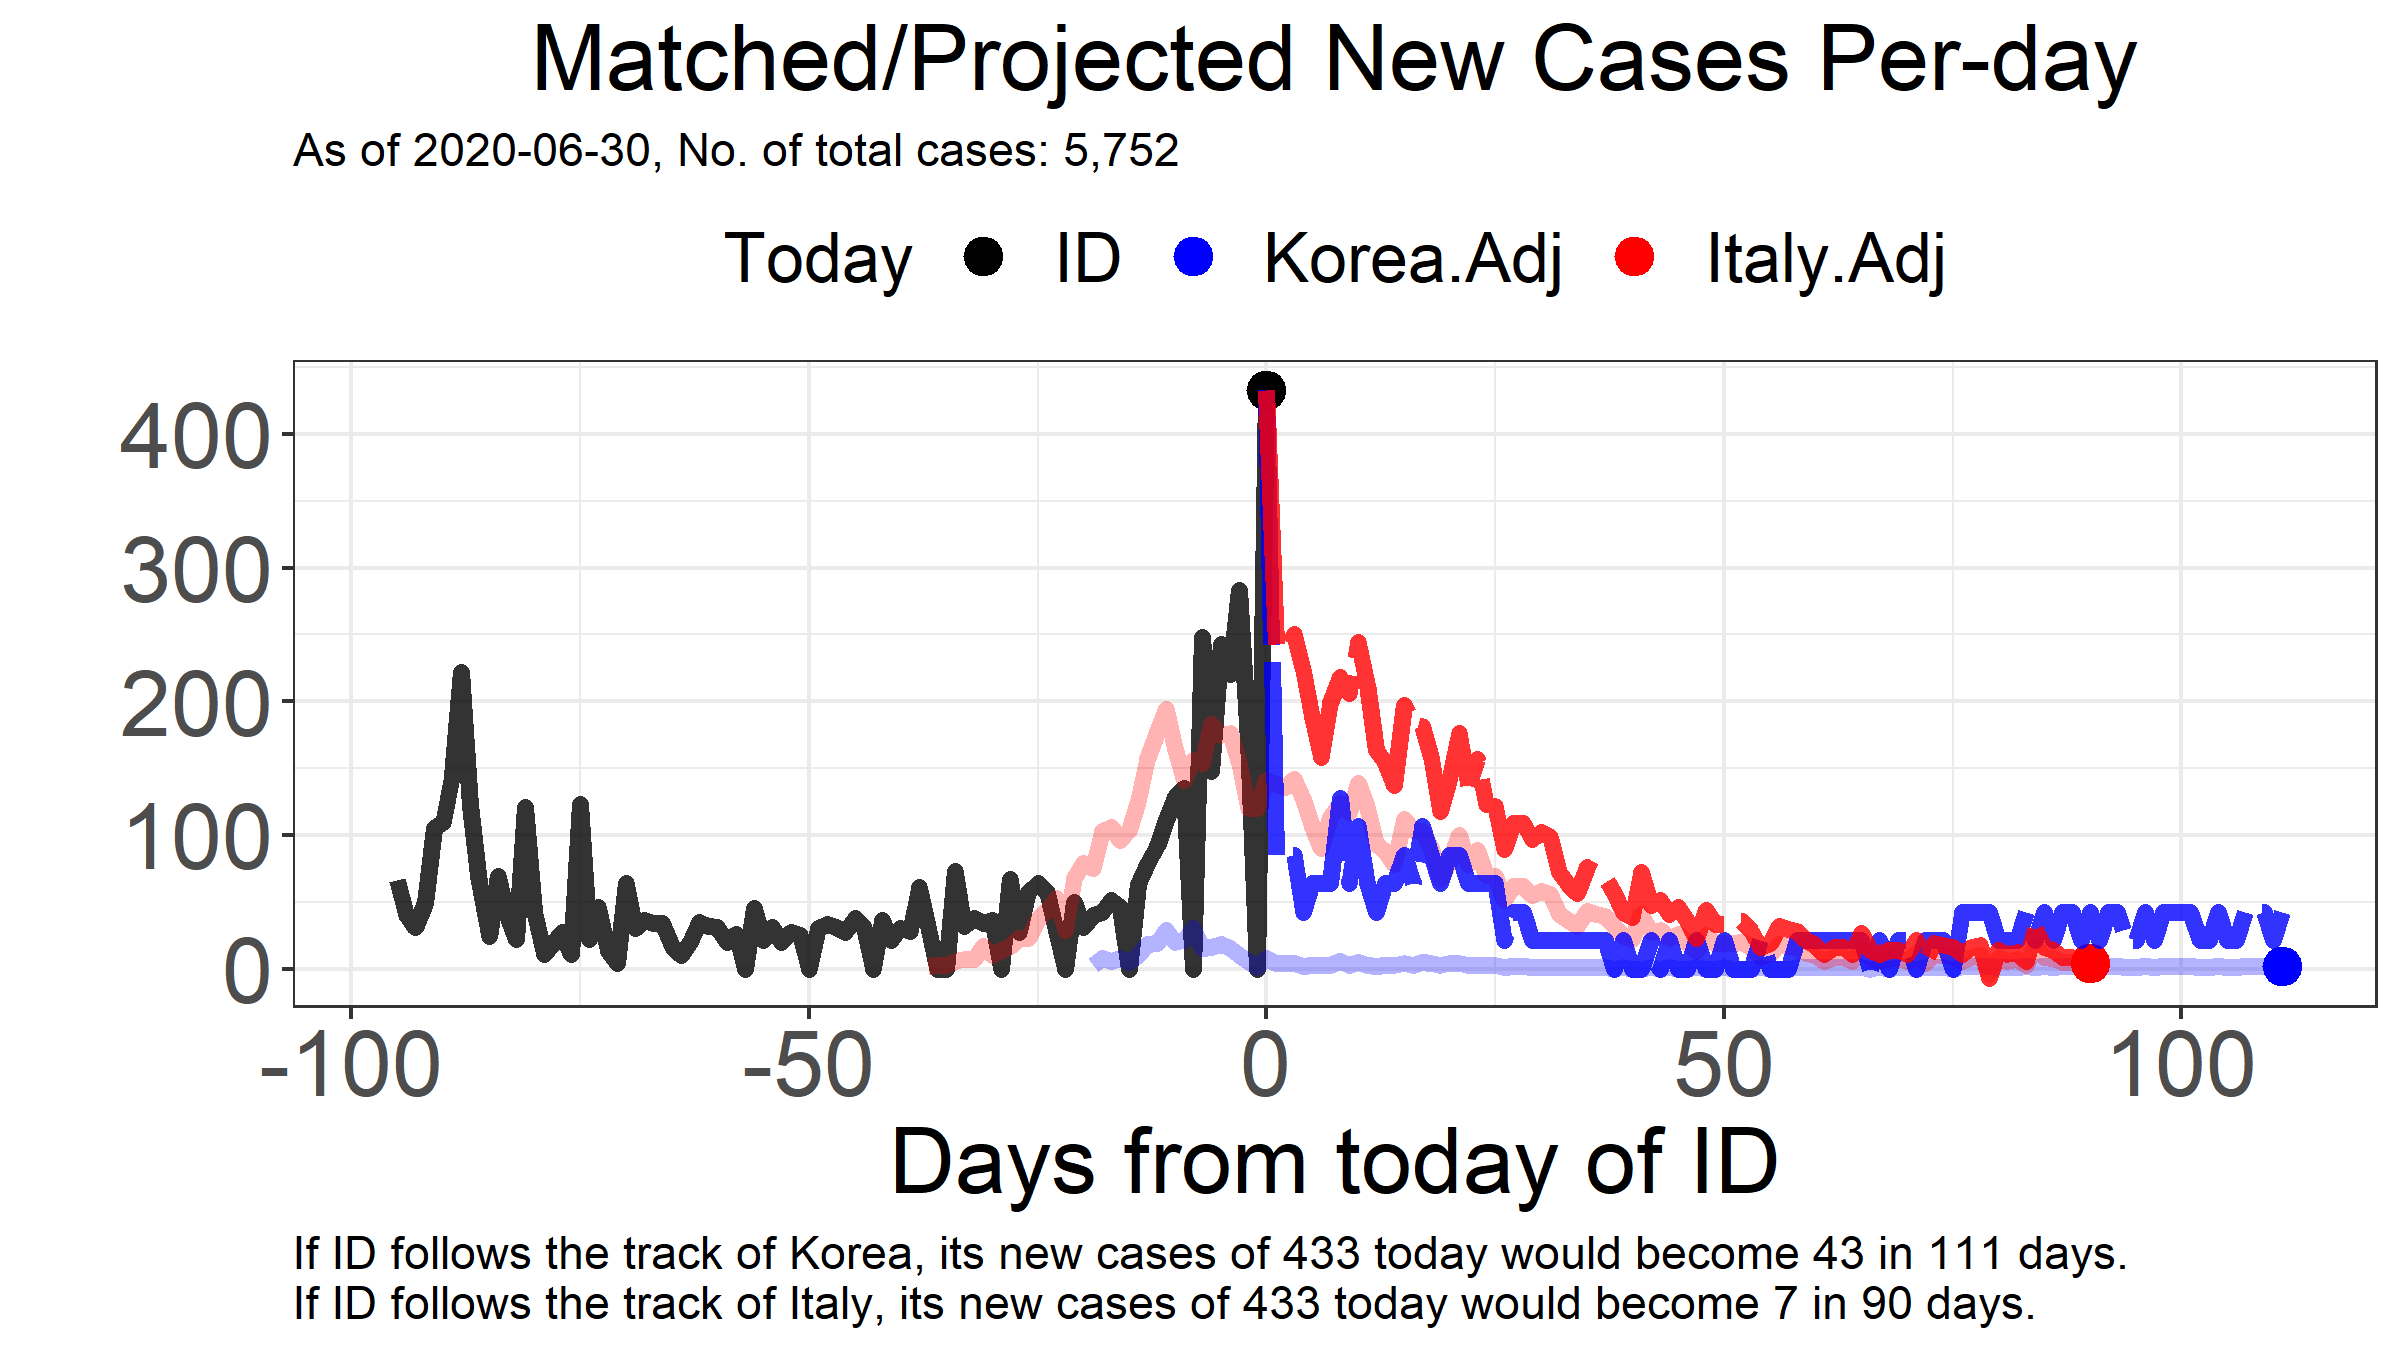 Matched/Projected New Cases Per-day
As of 2020-06-30, No. of total cases: 5,752
Today ID Korea.Adj Italy.Adj
400
300
200
100
0
-100 -50 0 50 100
Days from today of ID
If ID follows the track of Korea, its new cases of 433 today would become 43 in 111 days.
If ID follows the track of Italy, its new cases of 433 today would become 7 in 90 days.